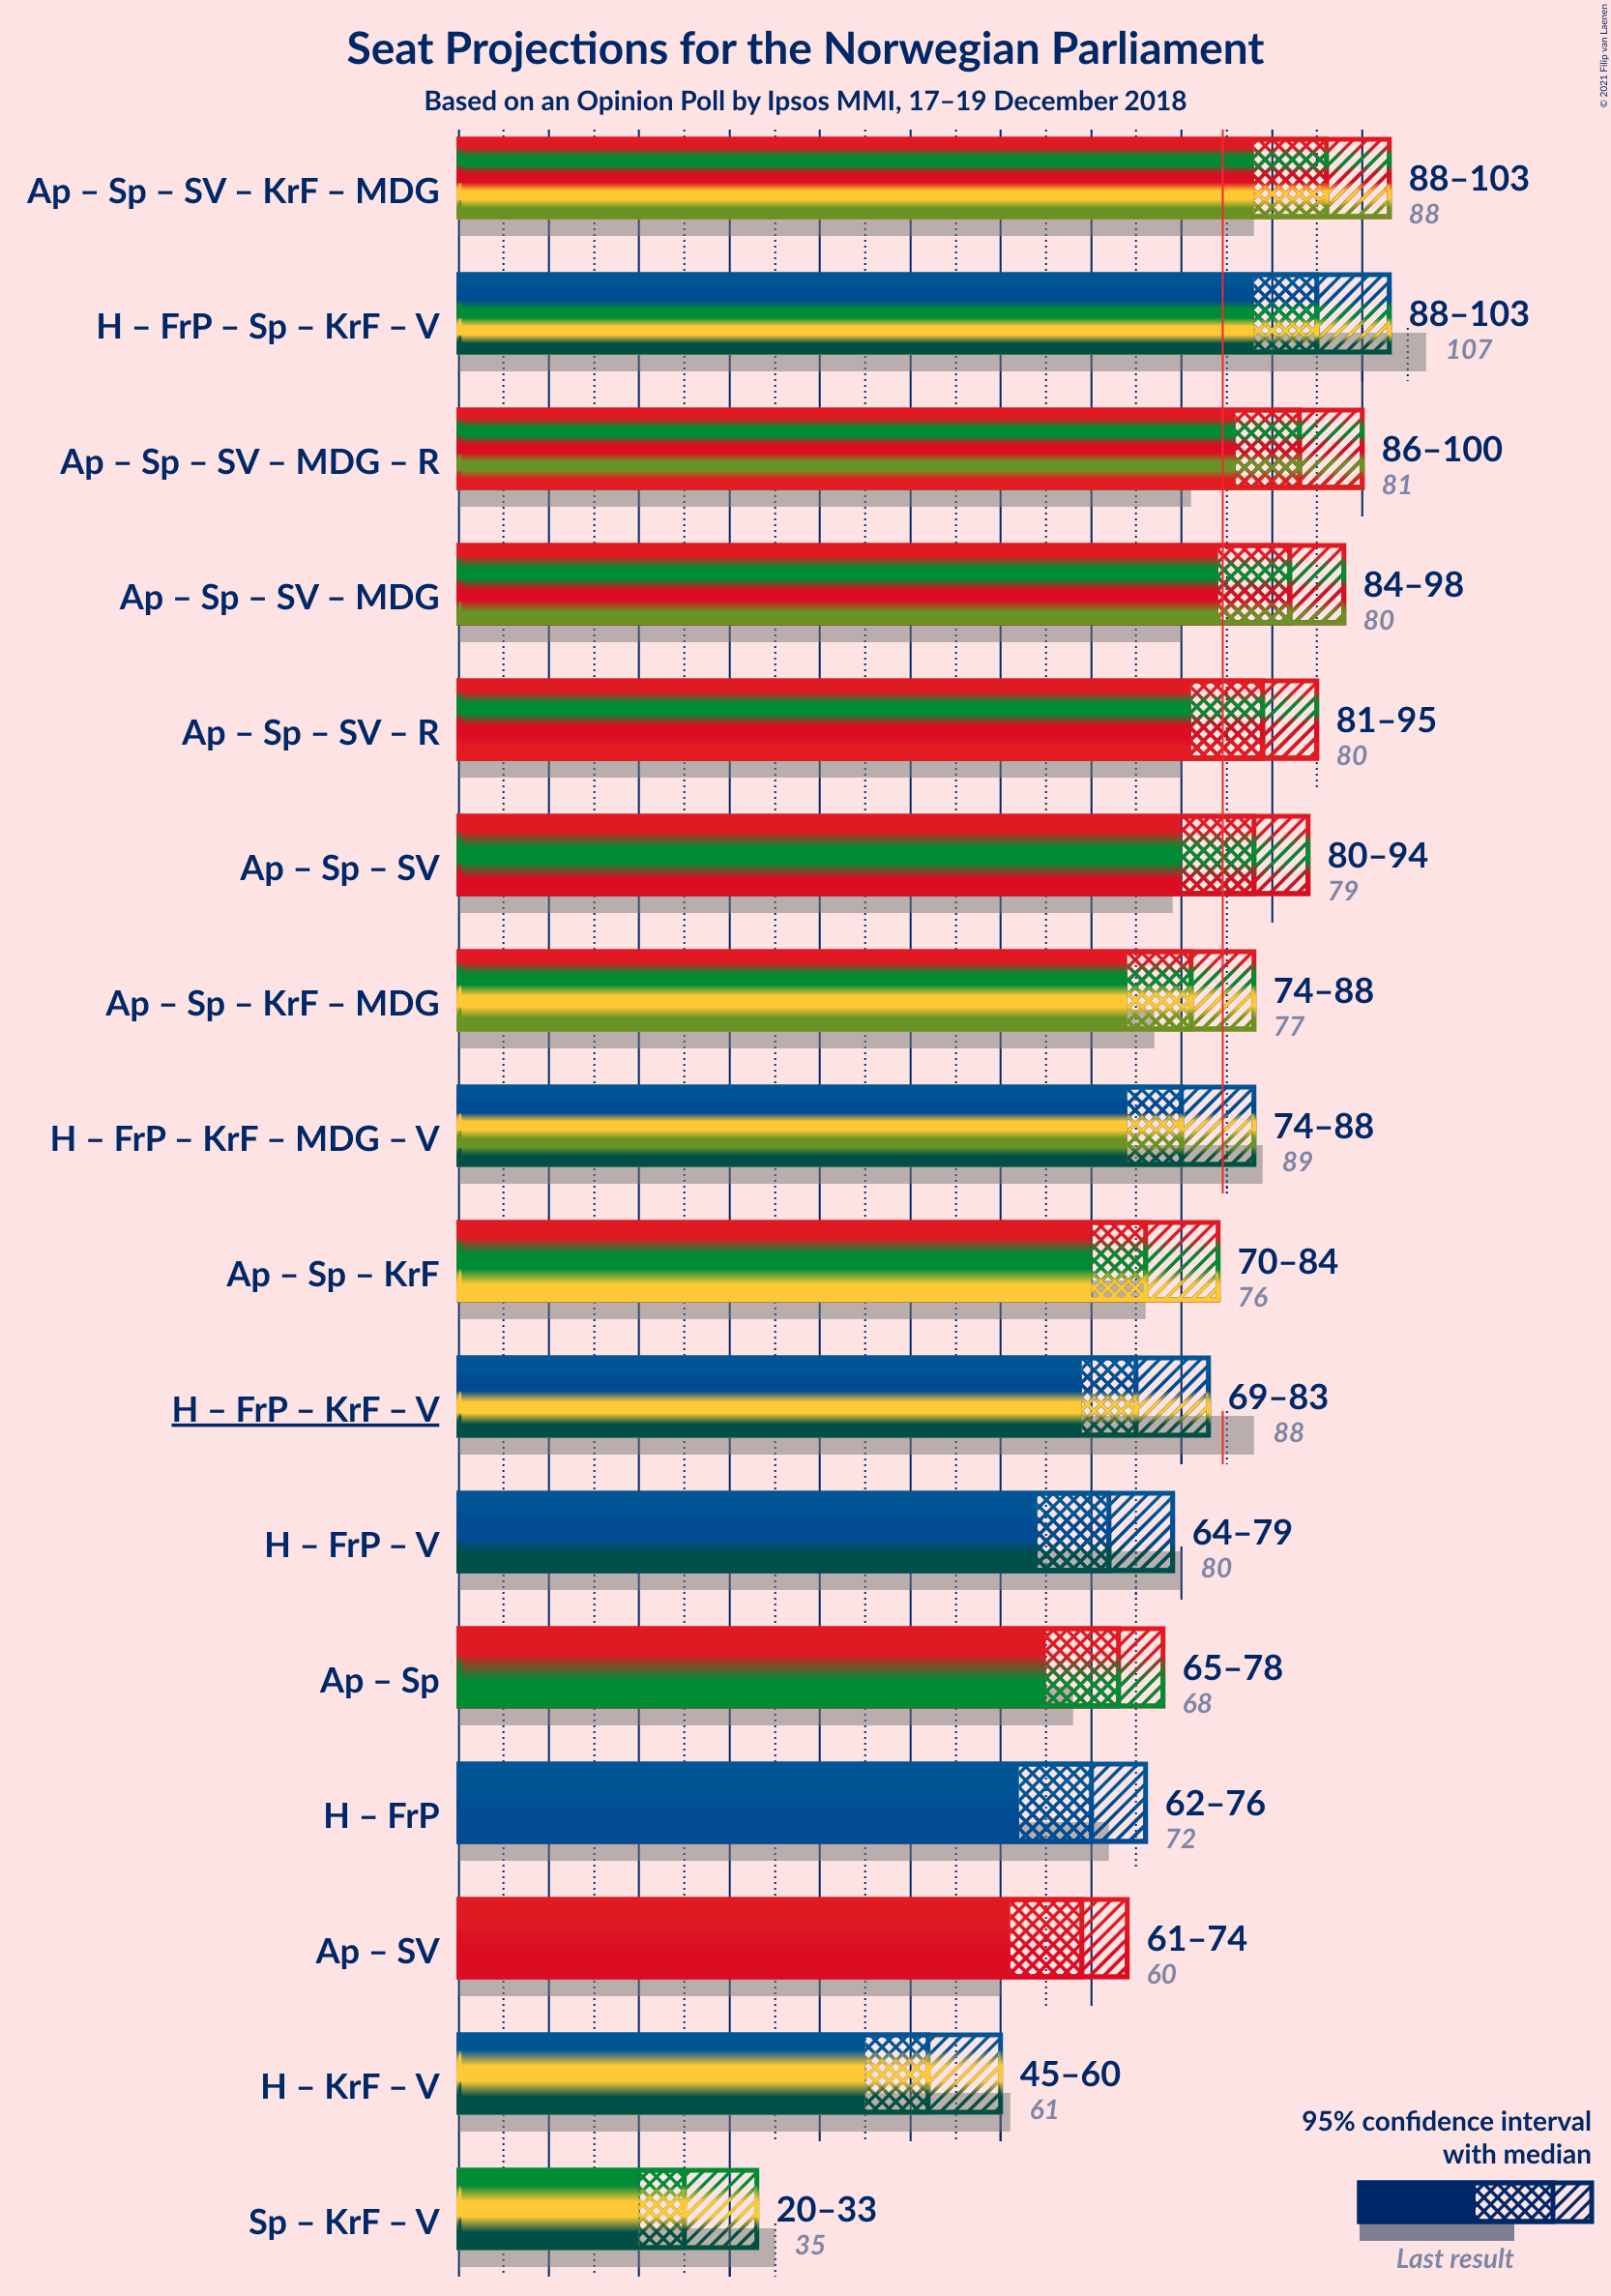 Seat Projections for the Norwegian Parliament
Based on an Opinion Poll by Ipsos MMI, 17–19 December 2018
© 2021 Filip van Laenen
Ap – Sp – SV – KrF – MDG
88–103
88
H – FrP – Sp – KrF – V
88–103
107
Ap – Sp – SV – MDG – R
86–100
81
Ap – Sp – SV – MDG
84–98
80
Ap – Sp – SV – R
81–95
80
Ap – Sp – SV
80–94
79
Ap – Sp – KrF – MDG
74–88
77
H – FrP – KrF – MDG – V
74–88
89
Ap – Sp – KrF
70–84
76
H – FrP – KrF – V
69–83
88
H – FrP – V
64–79
80
Ap – Sp
65–78
68
H – FrP
62–76
72
Ap – SV
61–74
60
H – KrF – V
45–60
61
Sp – KrF – V
20–33
35
95% confidence interval
with median
Last result